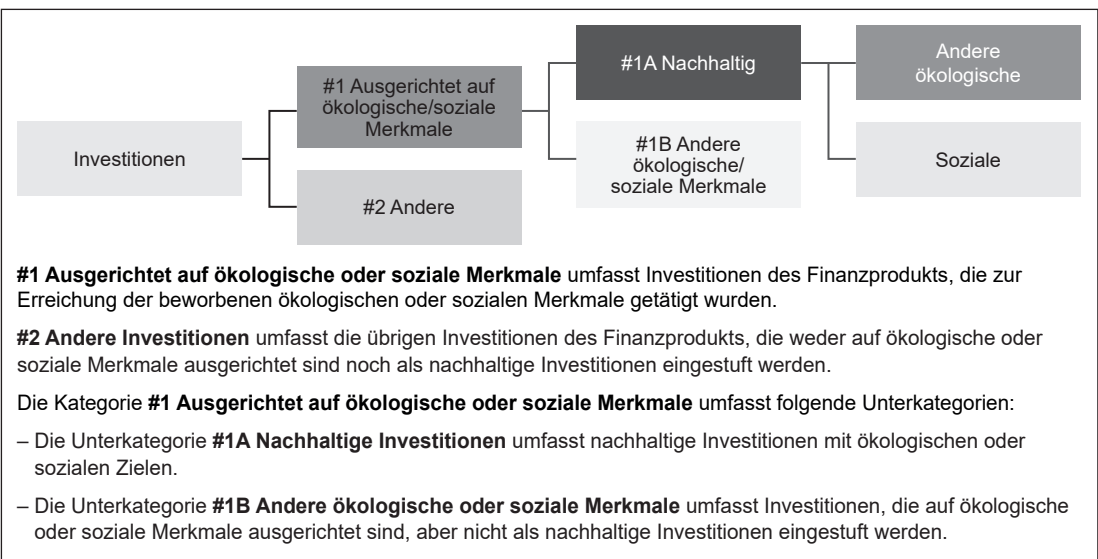 Investitionen
#1 Ausgerichtet auf
ökologische/soziale
Merkmale
#2 Andere
#1A Nachhaltig
#1B Andere
ökologische/
soziale Merkmale
Andere
ökologische
Soziale
#1 Ausgerichtet auf ökologische oder soziale Merkmale umfasst Investitionen des Finanzprodukts, die zur
Erreichung der beworbenen ökologischen oder sozialen Merkmale getätigt wurden.
#2 Andere Investitionen umfasst die übrigen Investitionen des Finanzprodukts, die weder auf ökologische oder
soziale Merkmale ausgerichtet sind noch als nachhaltige Investitionen eingestuft werden.
Die Kategorie #1 Ausgerichtet auf ökologische oder soziale Merkmale umfasst folgende Unterkategorien:
– Die Unterkategorie #1A Nachhaltige Investitionen umfasst nachhaltige Investitionen mit ökologischen oder
sozialen Zielen.
– Die Unterkategorie #1B Andere ökologische oder soziale Merkmale umfasst Investitionen, die auf ökologische
oder soziale Merkmale ausgerichtet sind, aber nicht als nachhaltige Investitionen eingestuft werden.